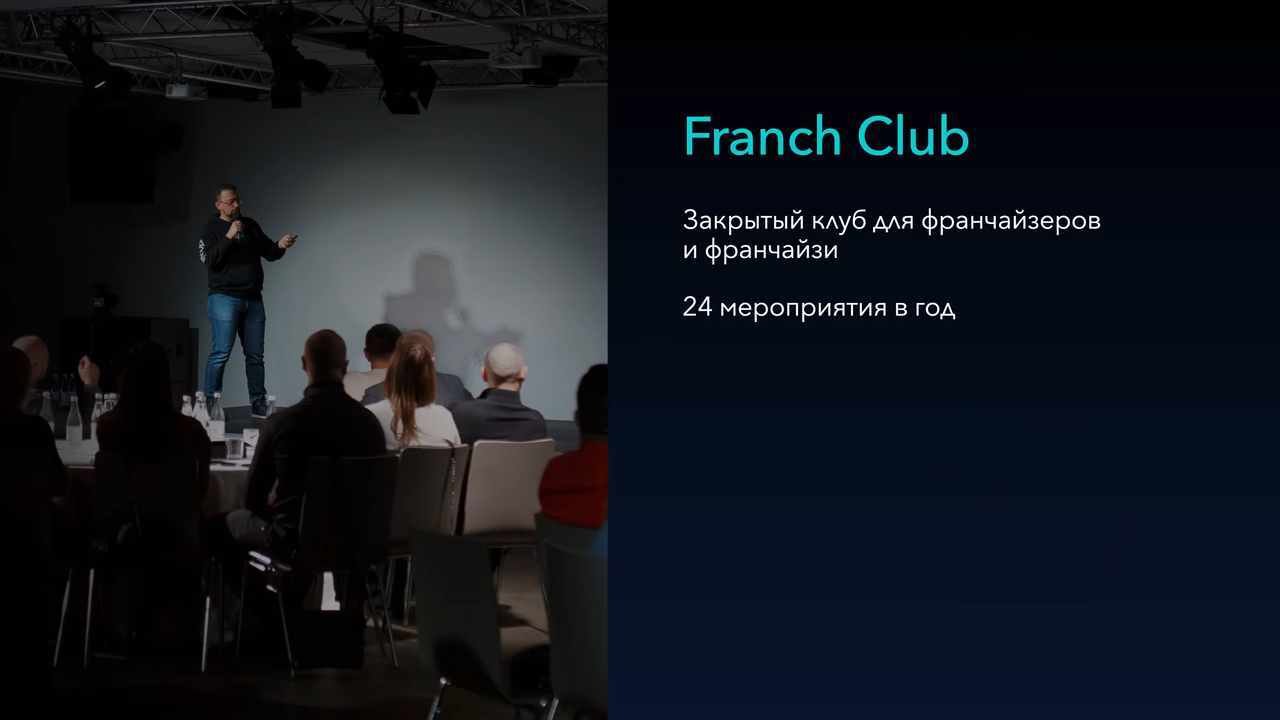 Franch Club
Закрытый клуб для франчайзеров
и франчайзи
24 мероприятия в год